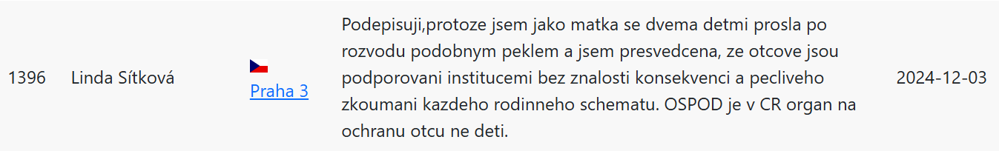 Podepisuji,protoze jsem jako matka se dvema detmi prosla po
rozvodu podobnym peklem a jsem presvedcena, ze otcove jsou
1396 Linda Sítková Praha 3 podporovani institucemi bez znalosti konsekvenci a pecliveho 2024-12-03
zkoumani kazdeho rodinneho schematu. OSPOD je v CR organ na
ochranu otcu ne deti.